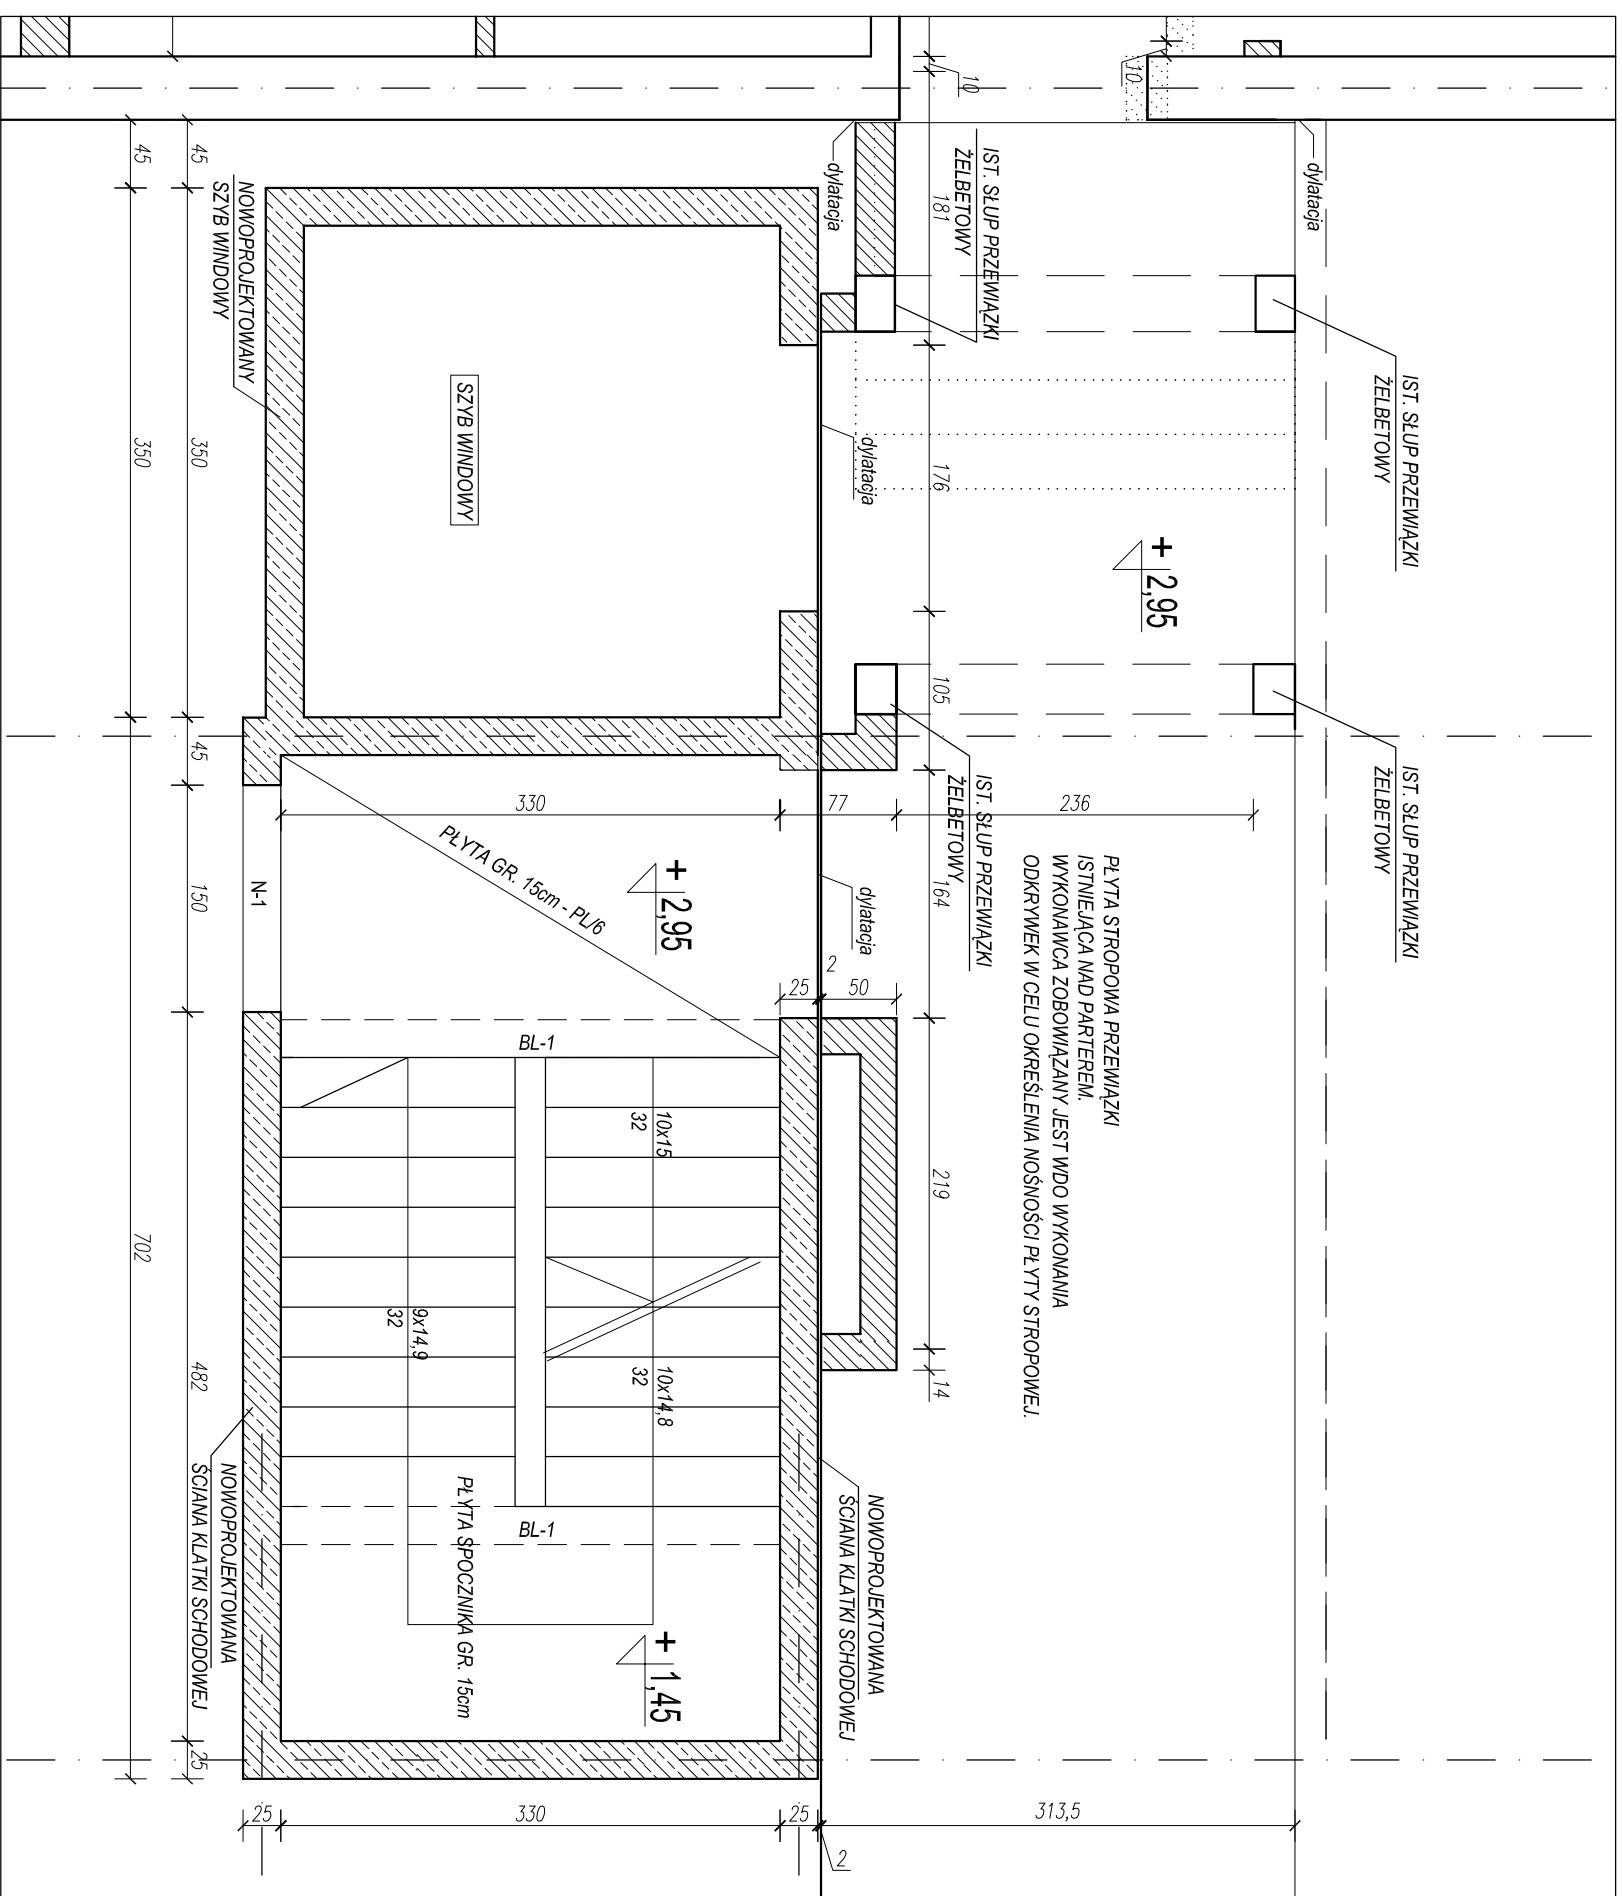 10
10
dylatacja
dylatacja
IST. SŁUP PRZEWIĄZKI
ŻELBETOWY
45
45
181
NOWOPROJEKTOWANY
SZYB WINDOWY
SZYB WINDOWY
350
350
dylatacja
176
IST. SŁUP PRZEWIĄZKI
ŻELBETOWY
+ 2,95
105
45
IST. SŁUP PRZEWIĄZKI
ŻELBETOWY
IST. SŁUP PRZEWIĄZKI
ŻELBETOWY
330
77
236
PŁYTA GR. 15cm - PL/6
+ 2,95
dylatacja
164
150
N-1
PŁYTA STROPOWA PRZEWIĄZKI
ISTNIEJĄCA NAD PARTEREM.
WYKONAWCA ZOBOWIĄZANY JEST WDO WYKONANIA
ODKRYWEK W CELU OKREŚLENIA NOŚNOŚCI PŁYTY STROPOWEJ.
2
25
50
BL-1
10x15
32
219
702
9x14,9
32
10x14,8
32
14
482
BL-1
PŁYTA SPOCZNIKA GR. 15cm
+ 1,45
NOWOPROJEKTOWANA
ŚCIANA KLATKI SCHODOWEJ
NOWOPROJEKTOWANA
ŚCIANA KLATKI SCHODOWEJ
25
25
330
25
313,5
2